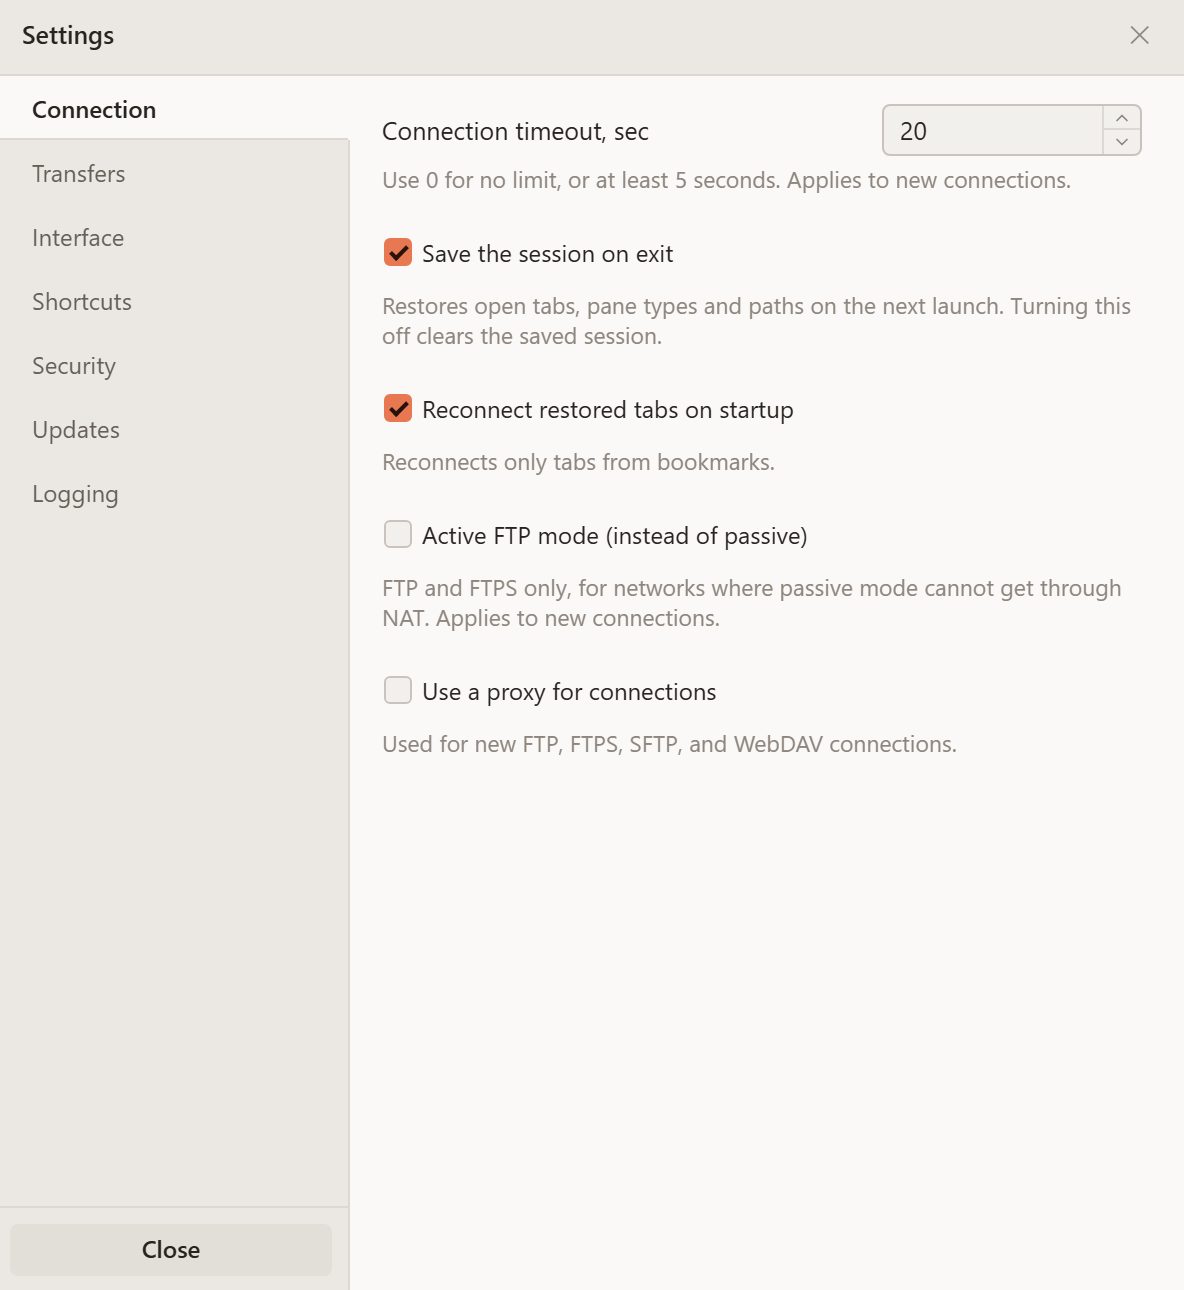 Settings
Connection
Transfers
Interface
Shortcuts
Security
Updates
Logging
Close
Connection timeout, sec
20
Use 0 for no limit, or at least 5 seconds. Applies to new connections.
Save the session on exit
Restores open tabs, pane types and paths on the next launch. Turning this
off clears the saved session.
Reconnect restored tabs on startup
Reconnects only tabs from bookmarks.
Active FTP mode (instead of passive)
FTP and FTPS only, for networks where passive mode cannot get through
NAT. Applies to new connections.
Use a proxy for connections
Used for new FTP, FTPS, SFTP, and WebDAV connections.